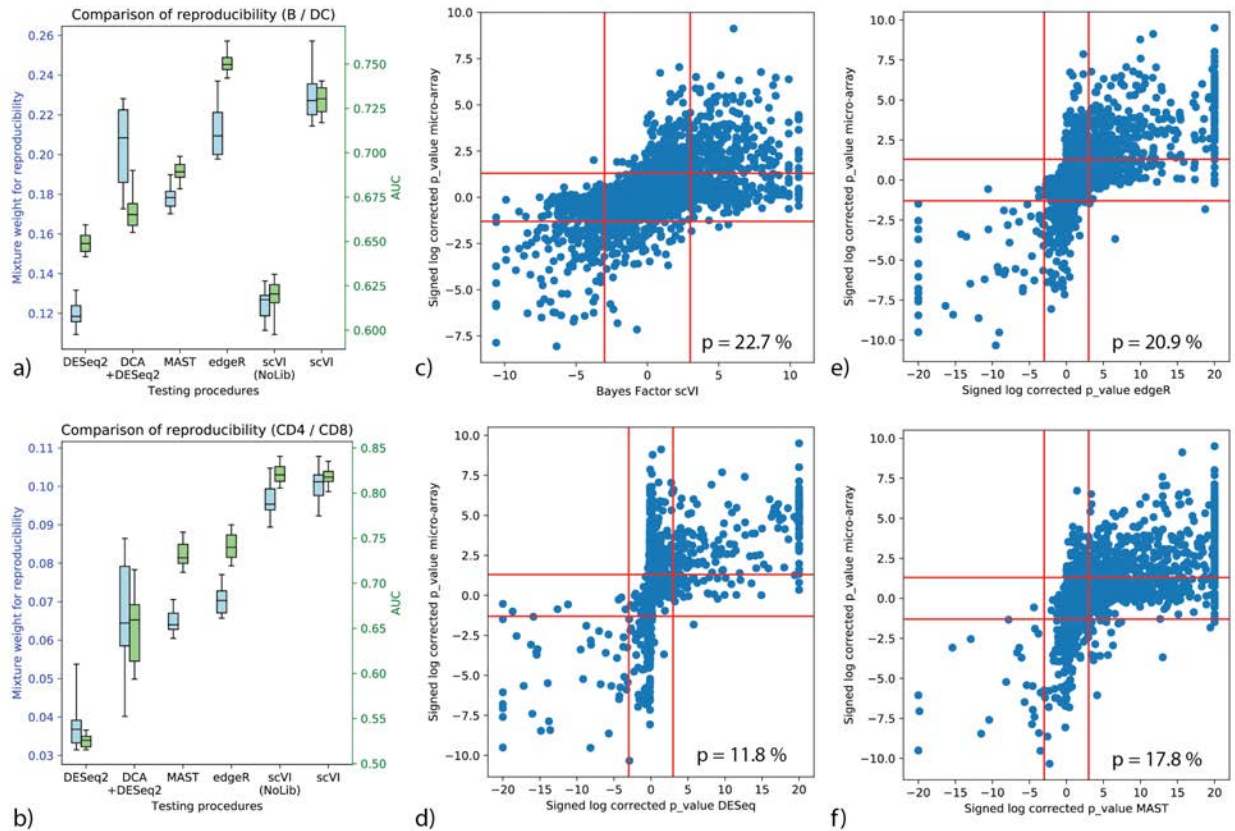 Comparison of reproducibility (B / DC)
Mixture weight for reproducibility
0.26
0.24
0.22
0.20
0.18
0.16
0.14
0.12
AUC
0.750
0.725
0.700
0.675
0.650
0.625
0.600
DESeq2
DCA
+DESeq2
MAST
edgeR
scVI
(NoLib)
scVI
Testing procedures
a)
Signed log corrected p_value micro-array
10.0
7.5
5.0
2.5
0.0
−2.5
−5.0
−7.5
p = 22.7 %
−10
−5
0
5
10
Bayes Factor scVI
c)
Signed log corrected p_value micro-array
10.0
7.5
5.0
2.5
0.0
−2.5
−5.0
−7.5
−10.0
p = 20.9 %
−20
−15
−10
−5
0
5
10
15
20
Signed log corrected p_value edgeR
e)
Comparison of reproducibility (CD4 / CD8)
Mixture weight for reproducibility
0.11
0.10
0.09
0.08
0.07
0.06
0.05
0.04
0.03
AUC
0.85
0.80
0.75
0.70
0.65
0.60
0.55
0.50
DESeq2
DCA
+DESeq2
MAST
edgeR
scVI
(NoLib)
scVI
Testing procedures
b)
Signed log corrected p_value micro-array
10.0
7.5
5.0
2.5
0.0
−2.5
−5.0
−7.5
−10.0
p = 11.8 %
−20
−15
−10
−5
0
5
10
15
20
Signed log corrected p_value DESeq
d)
Signed log corrected p_value micro-array
10.0
7.5
5.0
2.5
0.0
−2.5
−5.0
−7.5
−10.0
p = 17.8 %
−20
−15
−10
−5
0
5
10
15
20
Signed log corrected p_value MAST
f)